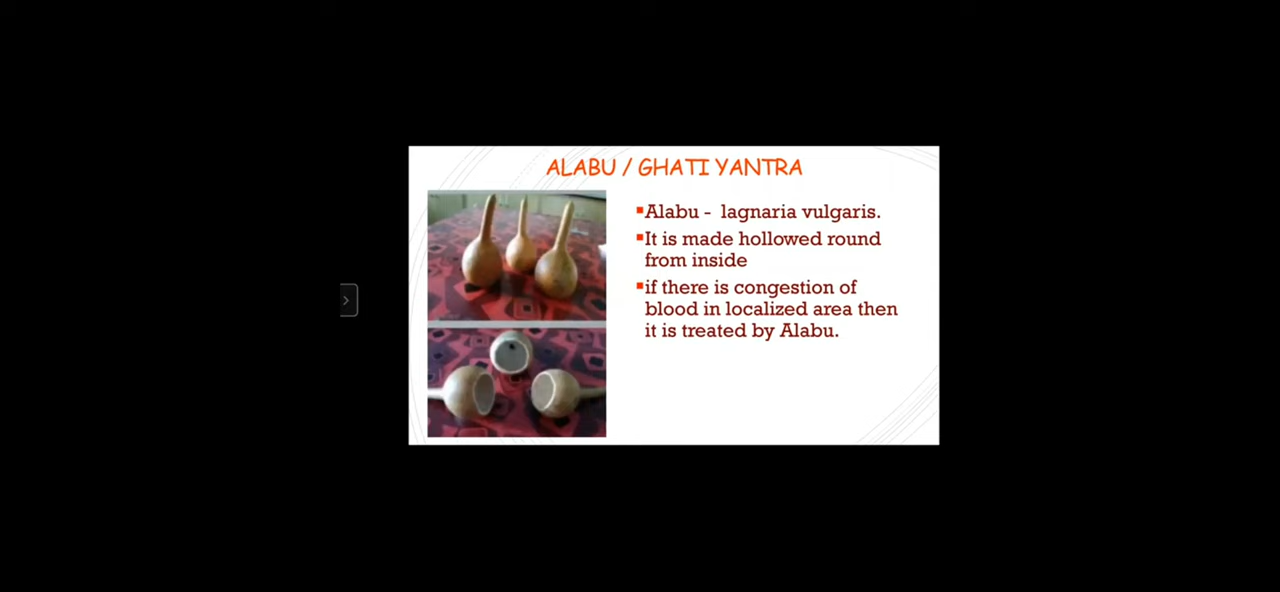 ALABU / GHATI YANTRA
Alabu - lagnaria vulgaris.
It is made hollowed round
from inside
if there is congestion of
blood in localized area then
it is treated by Alabu.